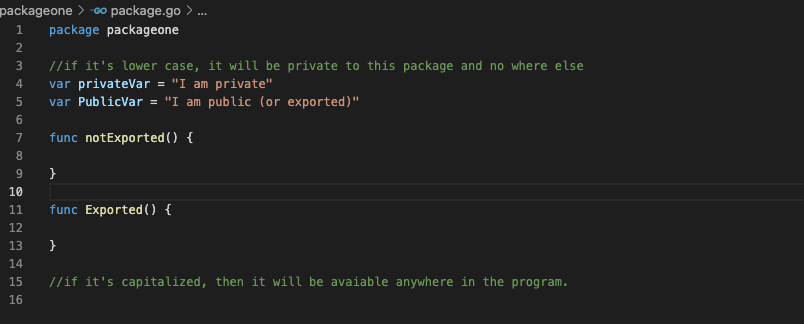 packageone > GO package.go > ...
1 package packageone
2
3 //if it's lower case, it will be private to this package and no where else
4 var privateVar = "I am private"
5 var PublicVar = "I am public (or exported)"
6
7 func notExported() {
8
9 }
10
11 func Exported() {
12
13 }
14
15 //if it's capitalized, then it will be avaiable anywhere in the program.
16